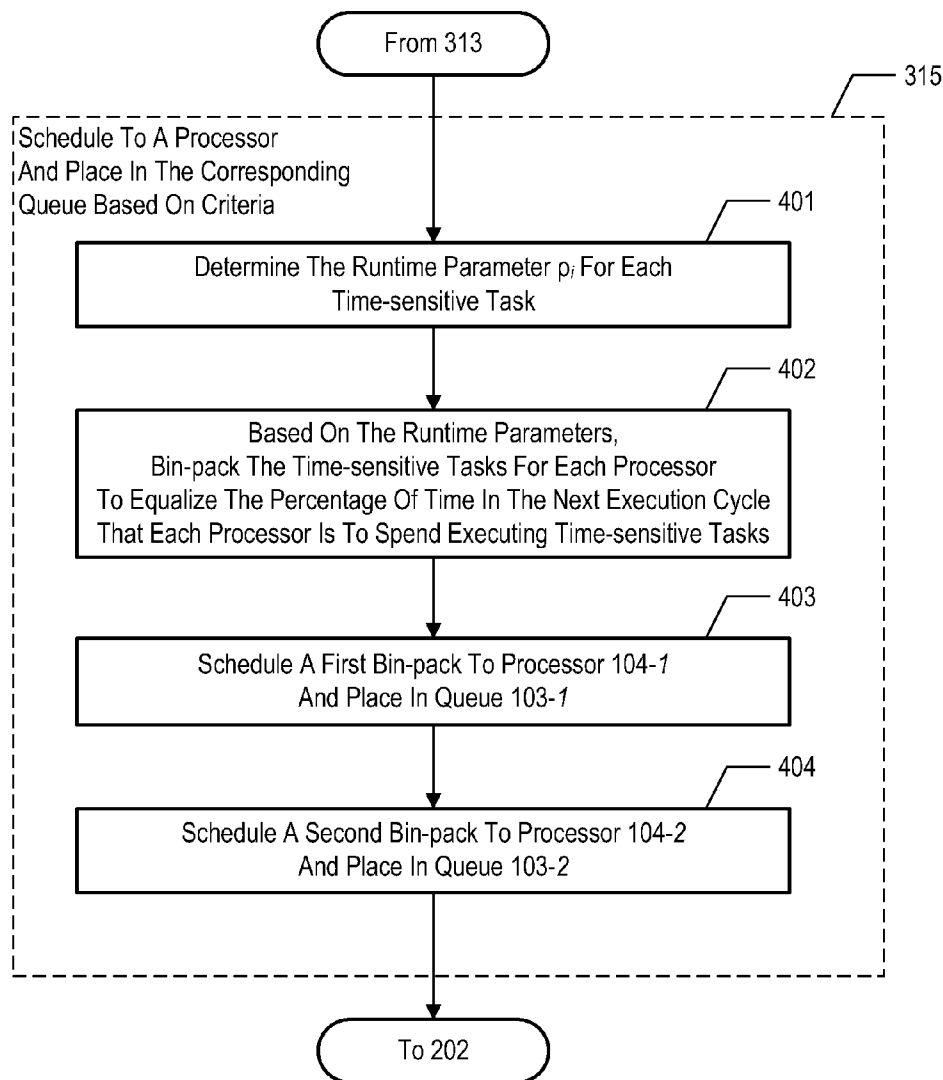 From 313
315
Schedule To A Processor
And Place In The Corresponding
Queue Based On Criteria
401
Determine The Runtime Parameter pi For Each
Time-sensitive Task
402
Based On The Runtime Parameters,
Bin-pack The Time-sensitive Tasks For Each Processor
To Equalize The Percentage Of Time In The Next Execution Cycle
That Each Processor Is To Spend Executing Time-sensitive Tasks
403
Schedule A First Bin-pack To Processor 104-1
And Place In Queue 103-1
404
Schedule A Second Bin-pack To Processor 104-2
And Place In Queue 103-2
To 202